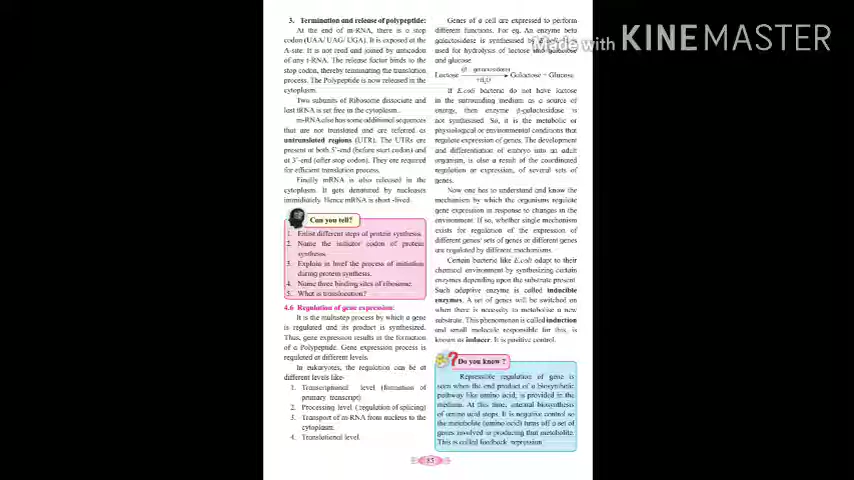 Made with KINEMASTER
3. Termination and release of polypeptide:
At the end of m-RNA, there is a stop
codon (UAA/ UAG/ UGA). It is exposed at the
A-site. It is not read and joined by anticodon
of any t-RNA. The release factor binds to the
stop codon, thereby terminating the translation
process. The Polypeptide is now released in the
cytoplasm.
Two subunits of Ribosome dissociate and
last tRNA is set free in the cytoplasm.
m-RNA also has some additional sequences
that are not translated and are referred as
untranslated regions (UTR). The UTRs are
present at both 5'-end (before start codon) and
at 3'-end (after stop codon). They are required
for efficient translation process.
Finally mRNA is also released in the
cytoplasm. It gets denatured by nucleases
immediately. Hence mRNA is short-lived.
Can you tell?
1. Enlist different steps of protein synthesis.
2. Name the initiator codon of protein
synthesis.
3. Explain in brief the process of initiation
during protein synthesis.
4. Name three binding sites of ribosome.
5. What is translocation?
4.6 Regulation of gene expression:
It is the multistep process by which a gene
is regulated and its product is synthesized.
Thus, gene expression results in the formation
of a Polypeptide. Gene expression process is
regulated at different levels.
In eukaryotes, the regulation can be at
different levels like-
1. Transcriptional level (formation of
primary transcript)
2. Processing level (regulation of splicing)
3. Transport of m-RNA from nucleus to the
cytoplasm.
4. Translational level.
Genes of a cell are expressed to perform
different functions. For eg. An enzyme beta
galactosidase is synthesised by E.
used for hydrolysis of lactose into galactose
and glucose.
Lactose +H2O Galactose + Glucose
If E.coli bacteria do not have lactose
in the surrounding medium as a source of
energy, then enzyme β-galactosidase is
not synthesised. So, it is the metabolic or
physiological or environmental conditions that
regulate expression of genes. The development
and differentiation of embryo into an adult
organism, is also a result of the coordinated
regulation or expression, of several sets of
genes.
Now one has to understand and know the
mechanism by which the organisms regulate
gene expression in response to changes in the
environment. If so, whether single mechanism
exists for regulation of the expression of
different genes/ sets of genes or different genes
are regulated by different mechanisms.
Certain bacteria like E.coli adapt to their
chemical environment by synthesizing certain
enzymes depending upon the substrate present.
Such adaptive enzyme is called inducible
enzymes. A set of genes will be switched on
when there is necessity to metabolise a new
substrate. This phenomenon is called induction
and small molecule responsible for this, is
known as inducer. It is positive control.
Do you know ?
Repressible regulation of gene is
seen when the end product of a biosynthetic
pathway like amino acid, is provided in the
medium. At this time, internal biosynthesis
of amino acid stops. It is negative control so
the metabolite (amino acid) turns off a set of
genes involved in producing that metabolite.
This is called feedback repression.
85